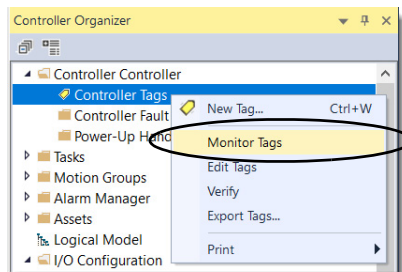 Controller Organizer
Controller Controller
Controller Tags
Controller Fault
Power-Up Hand
Tasks
Motion Groups
Alarm Manager
Assets
Logical Model
I/O Configuration
New Tag... Ctrl+W
Monitor Tags
Edit Tags
Verify
Export Tags...
Print